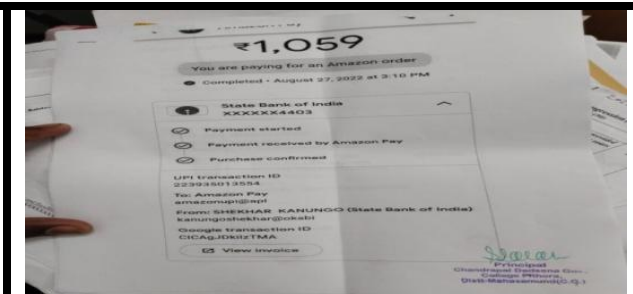 ₹1,059
You are paying for an Amazon order
Completed • August 27, 2022 at 3:10 PM
State Bank of India
XXXXXX4403
Payment started
Payment received by Amazon Pay
Purchase confirmed
UPI transaction ID
223935013554
To: Amazon Pay
amazonupi@apl
From: SHEKHAR KANUNGO (State Bank of India)
kanungoshekhar@oksbi
Google transaction ID
CICAgJDkiIzTMA
View invoice
Principal
College Pithora,
Distt-Mahasamund(C.G.)